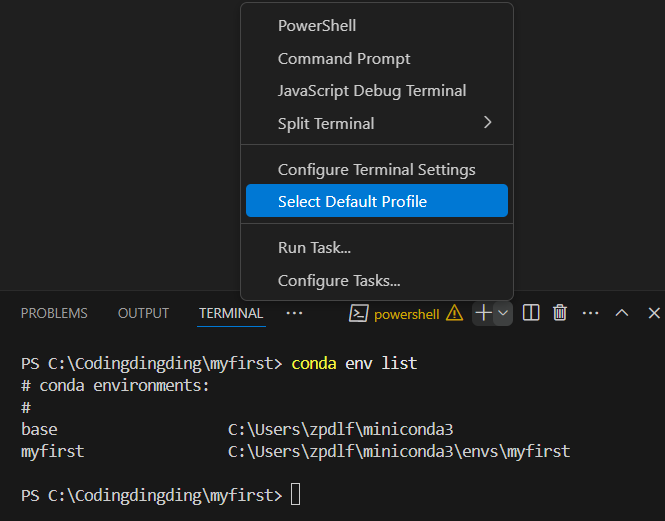 PowerShell
Command Prompt
JavaScript Debug Terminal
Split Terminal
Configure Terminal Settings
Select Default Profile
Run Task...
Configure Tasks...
PROBLEMS OUTPUT TERMINAL ··· powershell
PS C:\Codingdingding\myfirst> conda env list
# conda environments:
#
base C:\Users\zpdlf\miniconda3
myfirst C:\Users\zpdlf\miniconda3\envs\myfirst
PS C:\Codingdingding\myfirst>